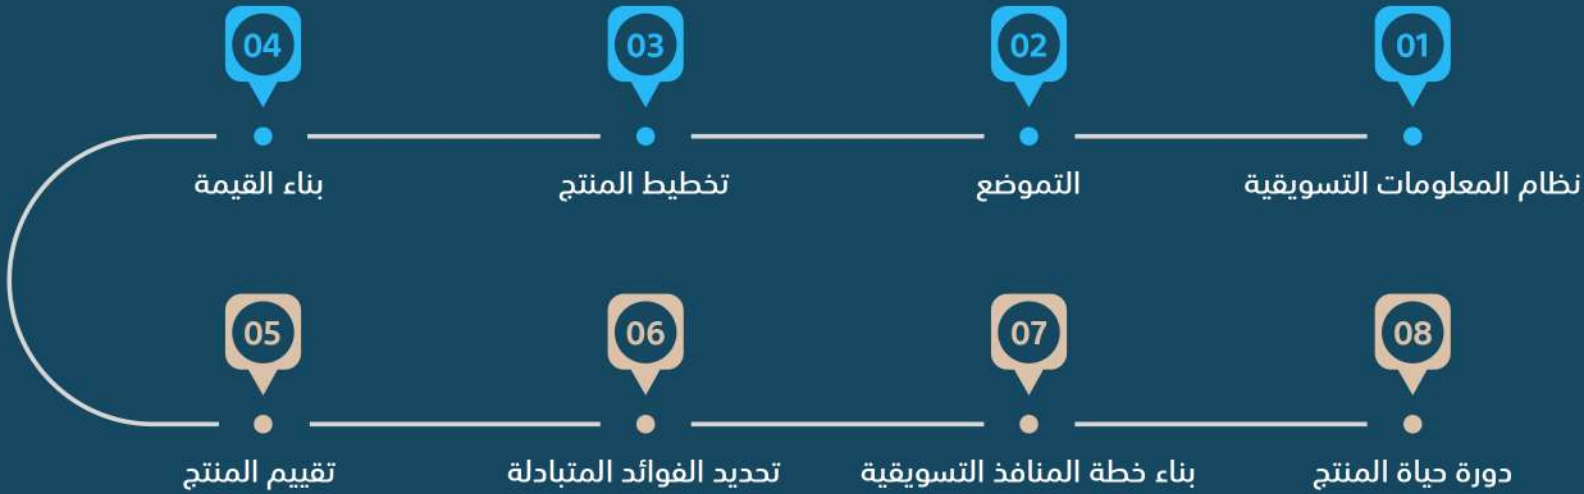 01
نظام المعلومات التسويقية
02
التموضع
03
تخطيط المنتج
04
بناء القيمة
05
تقييم المنتج
06
تحديد الفوائد المتبادلة
07
بناء خطة المنافذ التسويقية
08
دورة حياة المنتج